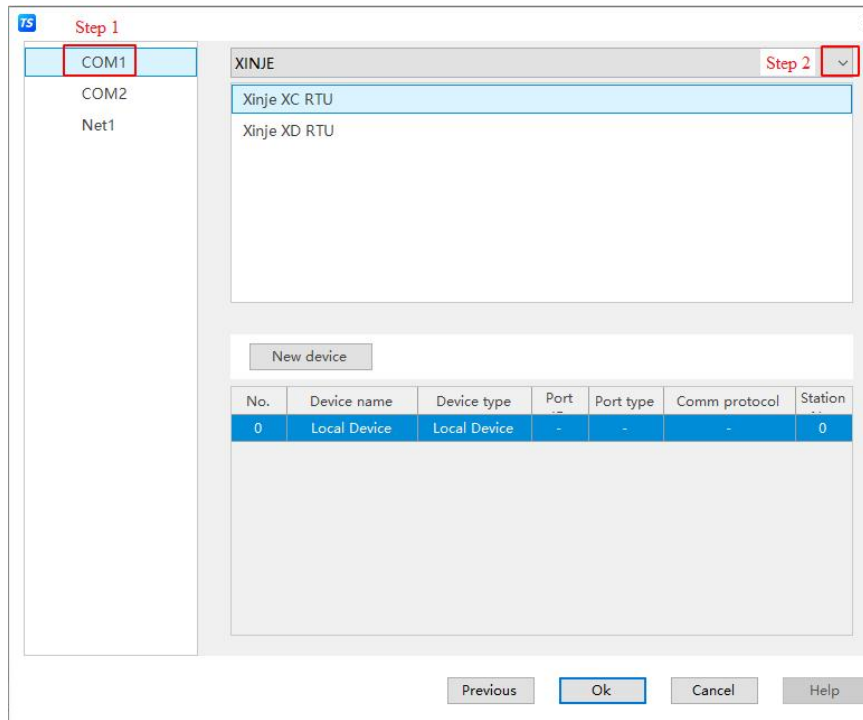 TS
Step 1
COM1
COM2
Net1
XINJE
Step 2
Xinje XC RTU
Xinje XD RTU
New device
No. Device name Device type Port Port type Comm protocol Station
0 Local Device Local Device - - - 0
Previous Ok Cancel Help